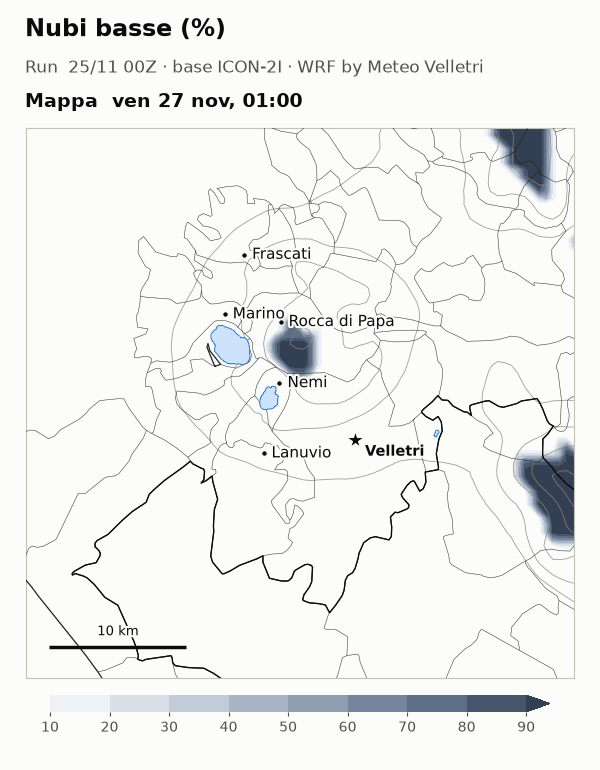 Nubi basse (%)
Run  25/11 00Z · base ICON-2I · WRF by Meteo Velletri
Mappa  ven 27 nov, 01:00
Frascati
Marino
Rocca di Papa
Nemi
Velletri
Lanuvio
10 km
10 20 30 40 50 60 70 80 90